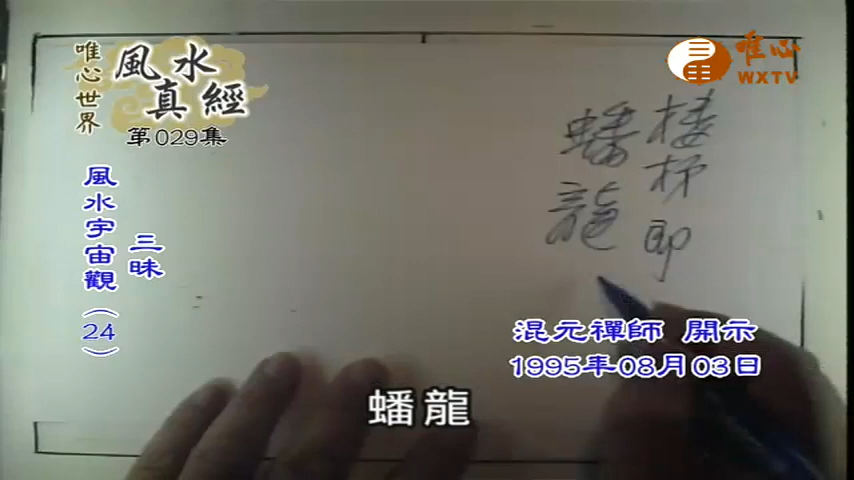 唯心世界
風水真經
第029集
風水宇宙觀（24）
三昧
唯心
WXTV
楼梯即
蟠龍
混元禪師 開示
1995年08月03日
蟠龍